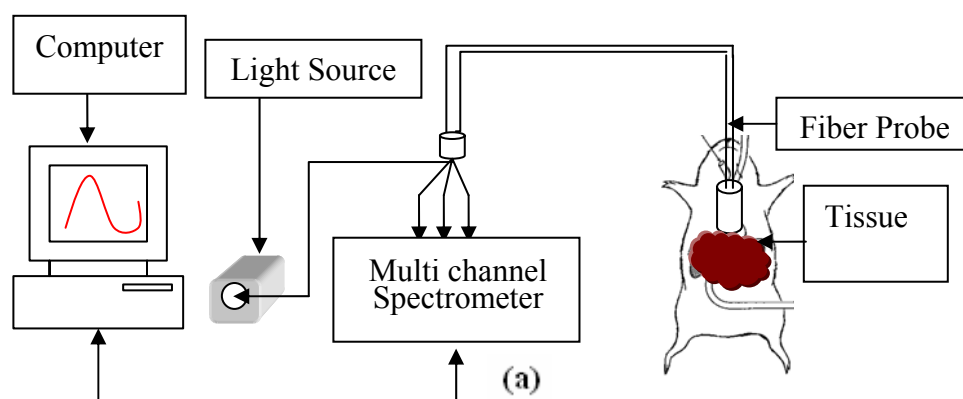 Computer
Light Source
Fiber Probe
Tissue
Multi channel
Spectrometer
(a)